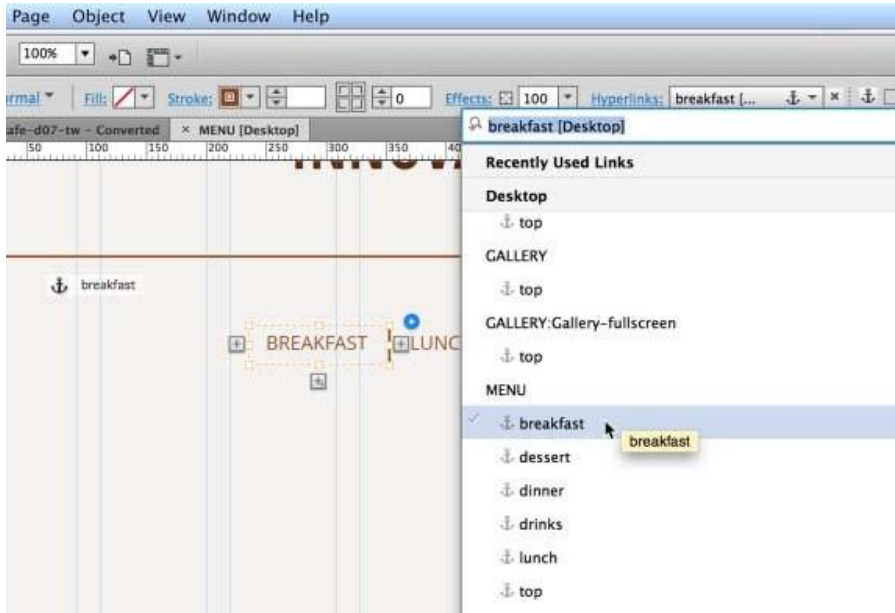 Page Object View Window Help
100%
rmal Fill: Stroke: 0 Effects: 100 Hyperlinks: breakfast [...
afe-d07-tw - Converted × MENU [Desktop]
breakfast [Desktop]
50 100 150 200 250 300 350 40
Recently Used Links
Desktop
top
GALLERY
top
breakfast
GALLERY:Gallery-fullscreen
BREAKFAST LUNC
top
MENU
breakfast
breakfast
dessert
dinner
drinks
lunch
top